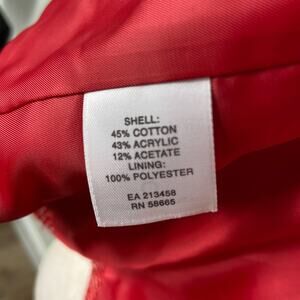 SHELL:
45% COTTON
43% ACRYLIC
12% ACETATE
LINING:
100% POLYESTER
EA 213458
RN 58665